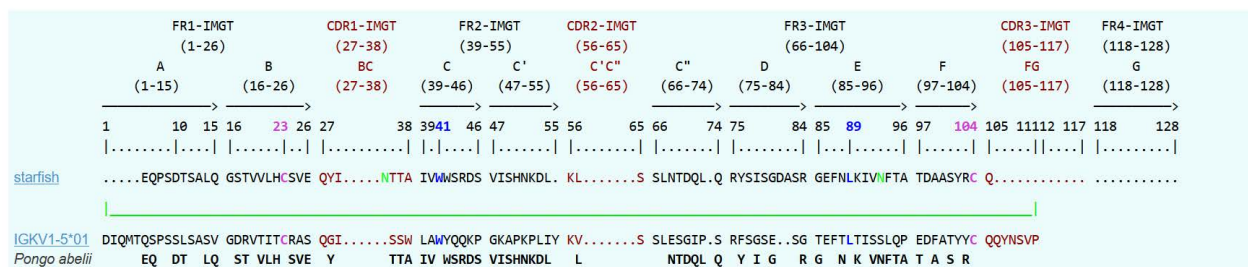 FR1-IMGT CDR1-IMGT FR2-IMGT CDR2-IMGT FR3-IMGT CDR3-IMGT FR4-IMGT
(1-26) (27-38) (39-55) (56-65) (66-104) (105-117) (118-128)
A B BC C C' C'C" C" D E F FG G
(1-15) (16-26) (27-38) (39-46) (47-55) (56-65) (66-74) (75-84) (85-96) (97-104) (105-117) (118-128)
1 10 15 16 23 26 27 38 3941 46 47 55 56 65 66 74 75 84 85 89 96 97 104 105 11112 117 118 128
|........|....| |......|..| |..........| |.|....| |.......| |........| |.......| |........| |...|......| |......| |.....||....| |.........|
starfish .....EQPSDTSALQ GSTVVLHCSVE QYI.....NTTA IVWWSRDS VISHNKDL. KL.....S SLNTDQL.Q RYSISGDASR GEFNLKIVNFTA TDAASYRC Q............ ...........
IGKV1-5*01 DIQMTQSPSSLSASV GDRVTITCRAS QGI......SSW LAWYQQKP GKAPKPLIY KV.....S SLESGIP.S RFSGSE..SG TEFTLTISSLQP EDFATYYC QQYNSVP
Pongo abelii EQ DT LQ ST VVLH SVE Y TTA IV WSRDS VISHNKDL L NTDQL Q Y I G R G N K VNFTA T A SR